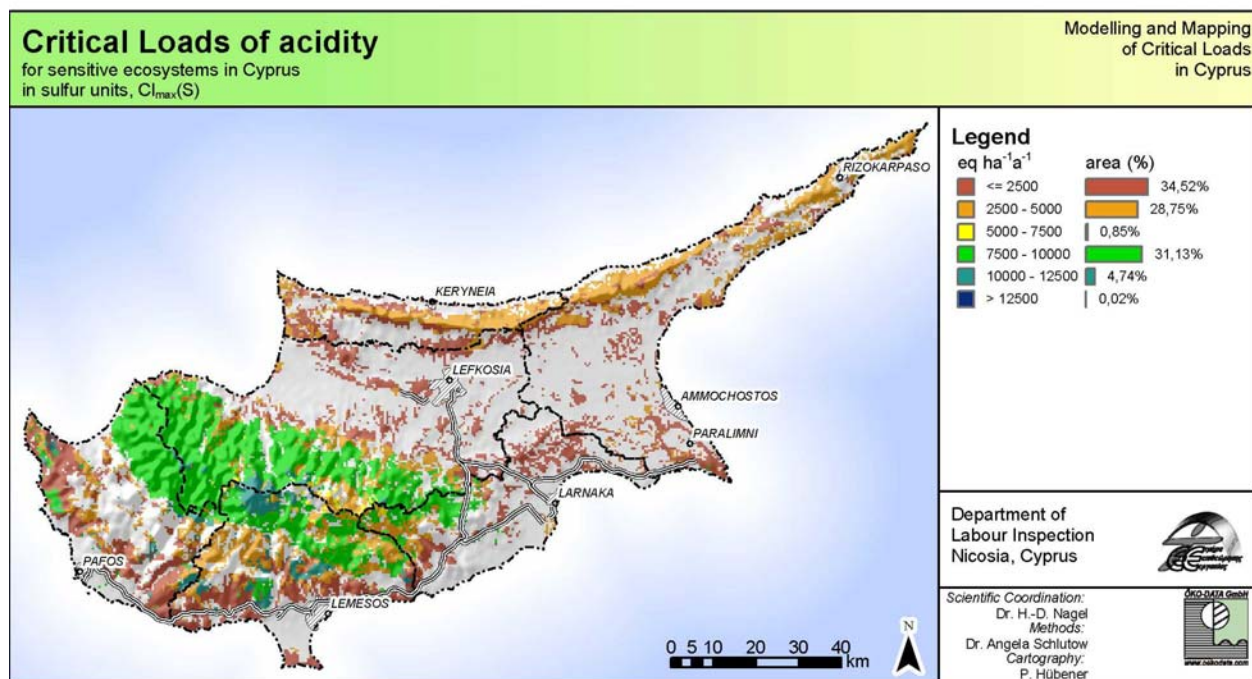 Critical Loads of acidity
for sensitive ecosystems in Cyprus
in sulfur units, Cl_max(S)
Modelling and Mapping
of Critical Loads
in Cyprus
RIZOKARPASO
KERYNEIA
LEFKOSIA
AMMOCHOSTOS
PARALIMNI
LARNAKA
PAFOS
LEMESOS
N
0 5 10 20 30 40
km
Legend
eq ha⁻¹a⁻¹ area (%)
<= 2500 34,52%
2500 - 5000 28,75%
5000 - 7500 0,85%
7500 - 10000 31,13%
10000 - 12500 4,74%
> 12500 0,02%
Department of
Labour Inspection
Nicosia, Cyprus
Scientific Coordination:
Dr. H.-D. Nagel
Methods:
Dr. Angela Schlutow
Cartography:
P. Hübener
ÖKO-DATA GmbH
www.oekodata.com